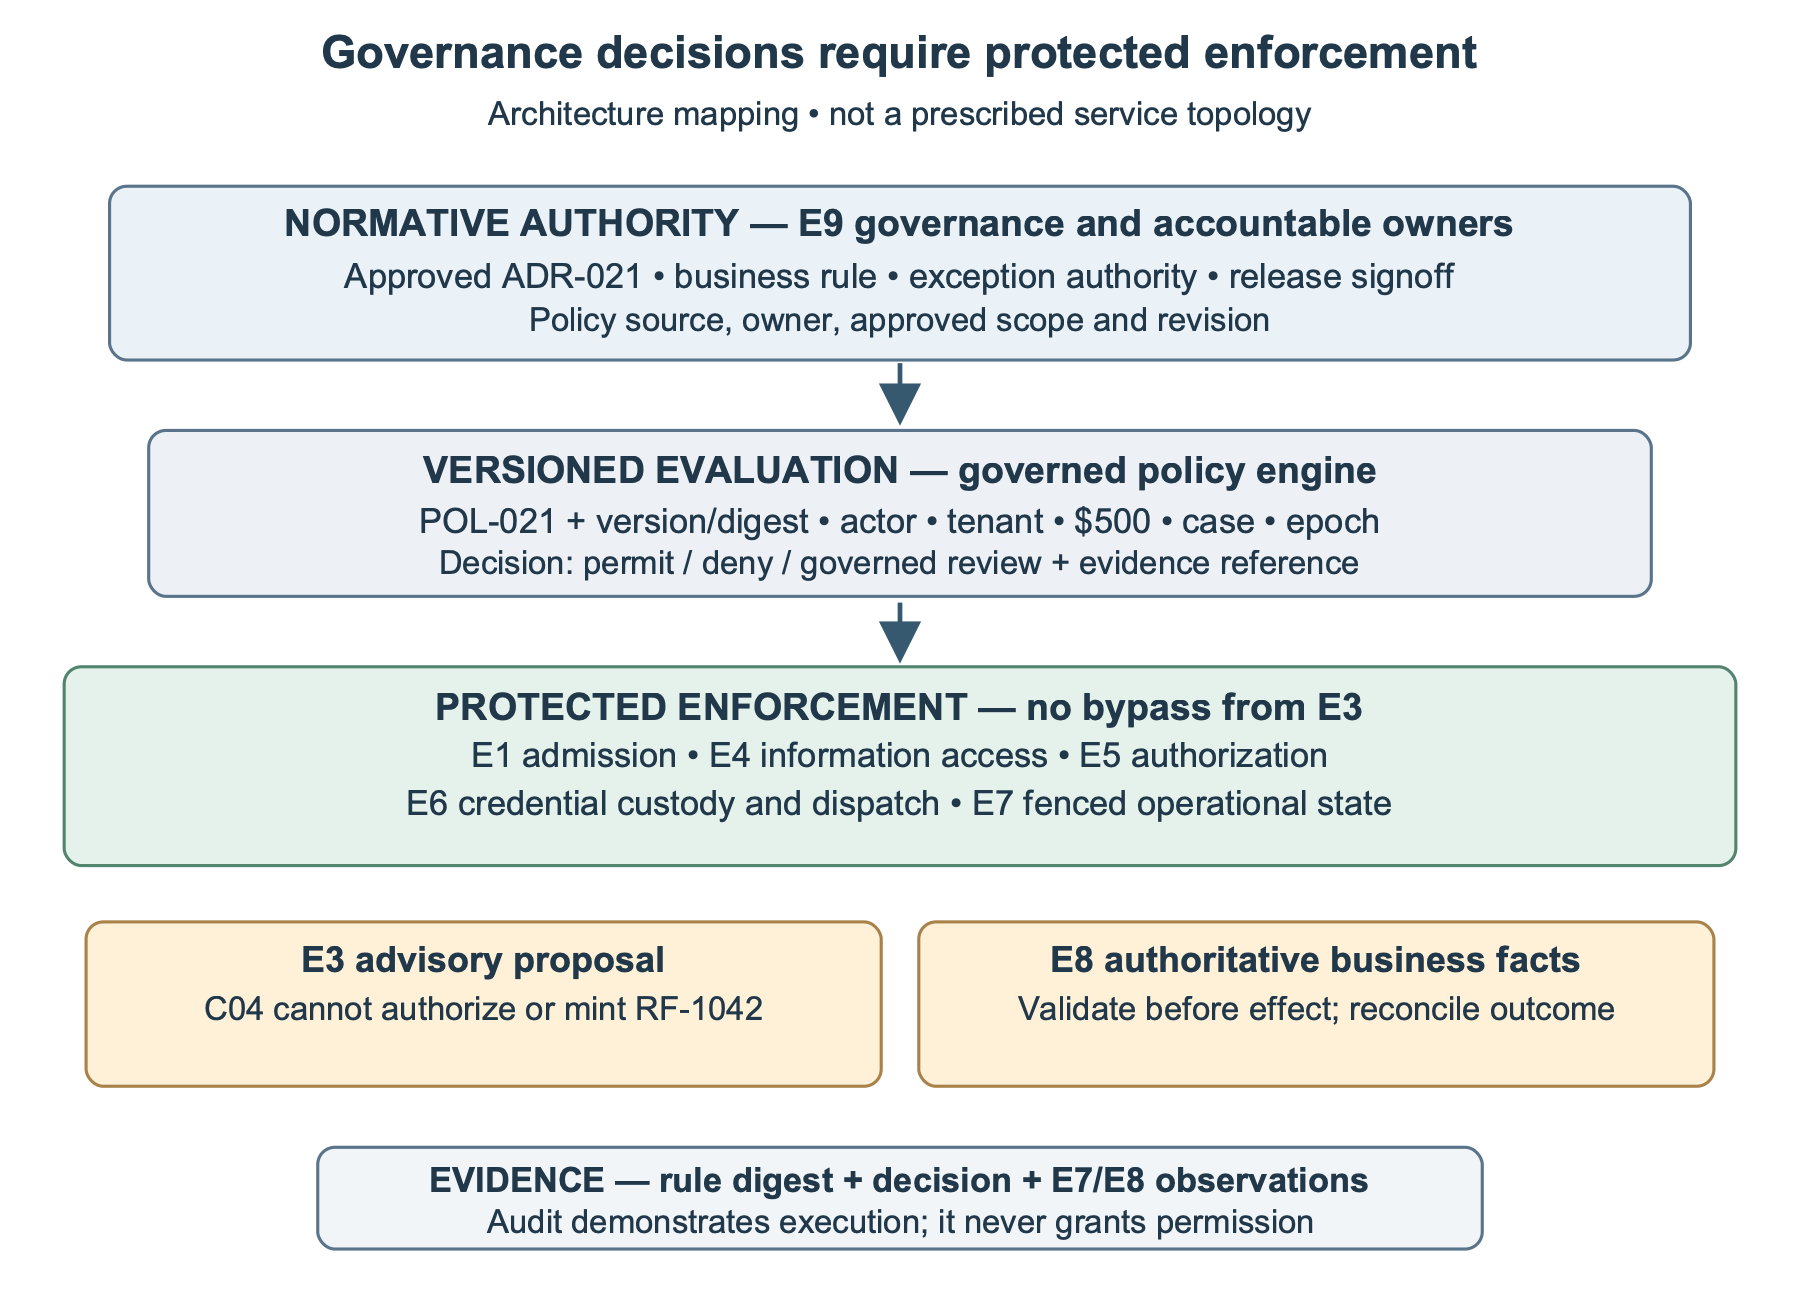 Governance decisions require protected enforcement
Architecture mapping • not a prescribed service topology
NORMATIVE AUTHORITY — E9 governance and accountable owners
Approved ADR-021 • business rule • exception authority • release signoff
Policy source, owner, approved scope and revision
VERSIONED EVALUATION — governed policy engine
POL-021 + version/digest • actor • tenant • $500 • case • epoch
Decision: permit / deny / governed review + evidence reference
PROTECTED ENFORCEMENT — no bypass from E3
E1 admission • E4 information access • E5 authorization
E6 credential custody and dispatch • E7 fenced operational state
E3 advisory proposal
C04 cannot authorize or mint RF-1042
E8 authoritative business facts
Validate before effect; reconcile outcome
EVIDENCE — rule digest + decision + E7/E8 observations
Audit demonstrates execution; it never grants permission